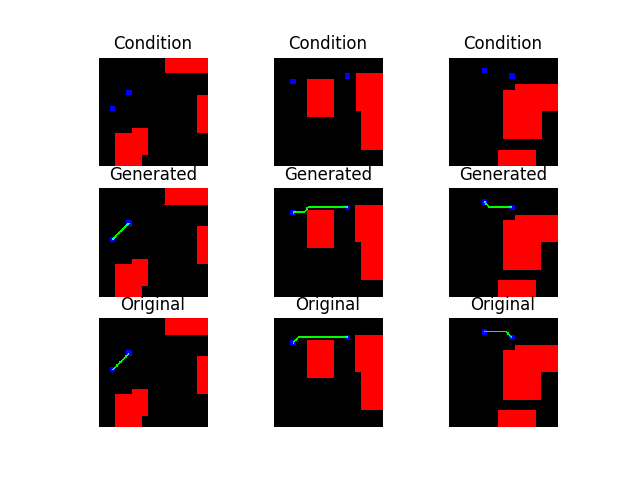 Condition Condition Condition
Generated Generated Generated
Original Original Original